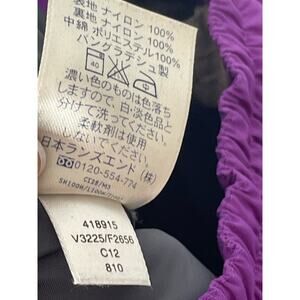 表地 ナイロン 100%
裏地 ナイロン 100%
中綿 ポリエステル 100%
バングラデシュ製
40
濃い色のものは色落ち
しますので、白・淡色品と
分けて洗ってください。
柔軟剤は使用
しないでください。
日本ランズエンド(株)
0120-554-774
418915
V3225/F2656
C12
810